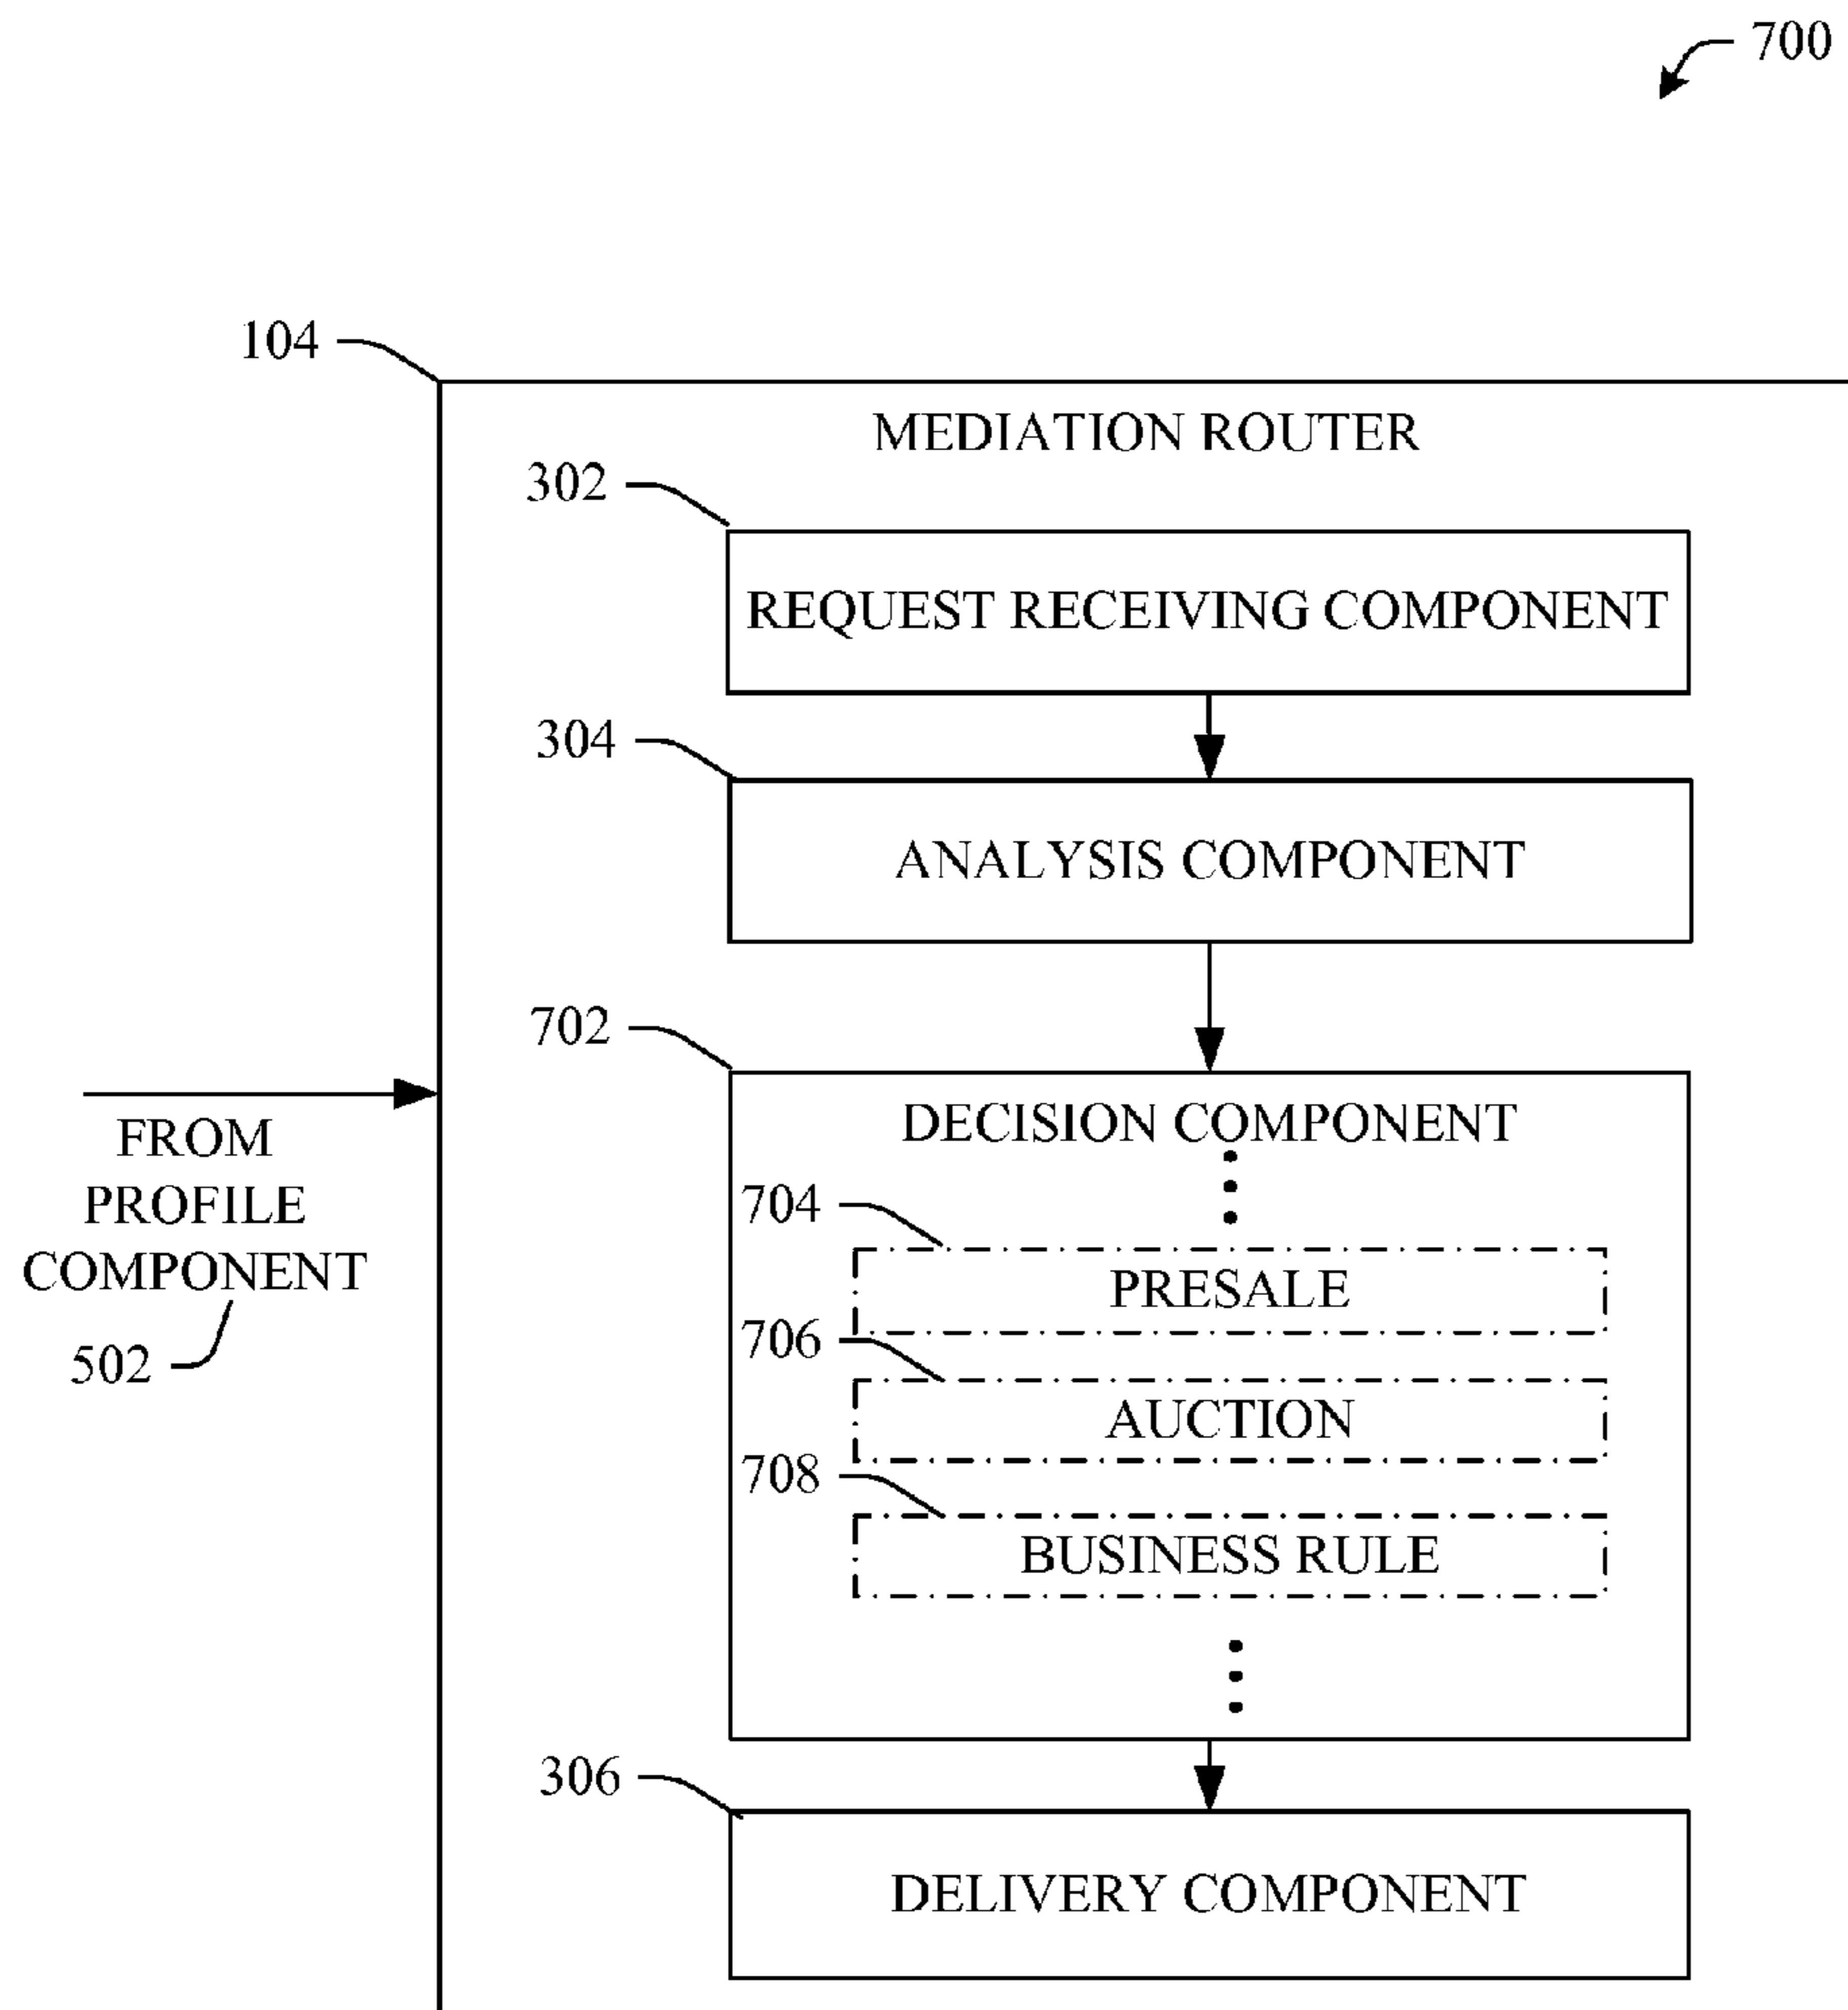 700
104
MEDIATION ROUTER
302
REQUEST RECEIVING COMPONENT
304
ANALYSIS COMPONENT
702
DECISION COMPONENT
FROM
PROFILE
COMPONENT
502
704
PRESALE
706
AUCTION
708
BUSINESS RULE
306
DELIVERY COMPONENT